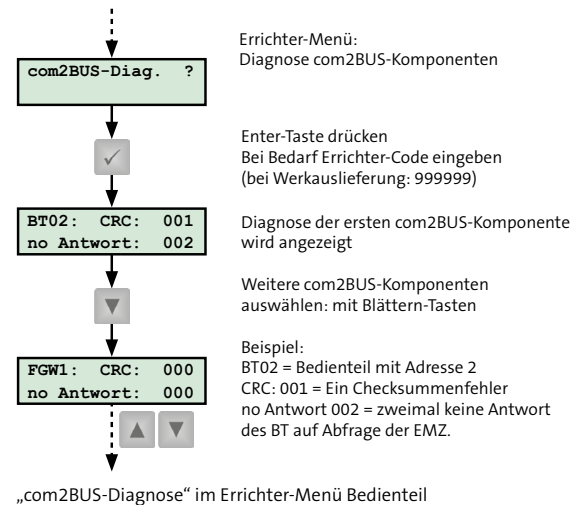 Errichter-Menü:
Diagnose com2BUS-Komponenten
com2BUS-Diag. ?
Enter-Taste drücken
Bei Bedarf Errichter-Code eingeben
(bei Werkauslieferung: 999999)
BT02: CRC: 001
no Antwort: 002
Diagnose der ersten com2BUS-Komponente
wird angezeigt
Weitere com2BUS-Komponenten
auswählen: mit Blättern-Tasten
FGW1: CRC: 000
no Antwort: 000
Beispiel:
BT02 = Bedienteil mit Adresse 2
CRC: 001 = Ein Checksummenfehler
no Antwort 002 = zweimal keine Antwort
des BT auf Abfrage der EMZ.
„com2BUS-Diagnose“ im Errichter-Menü Bedienteil